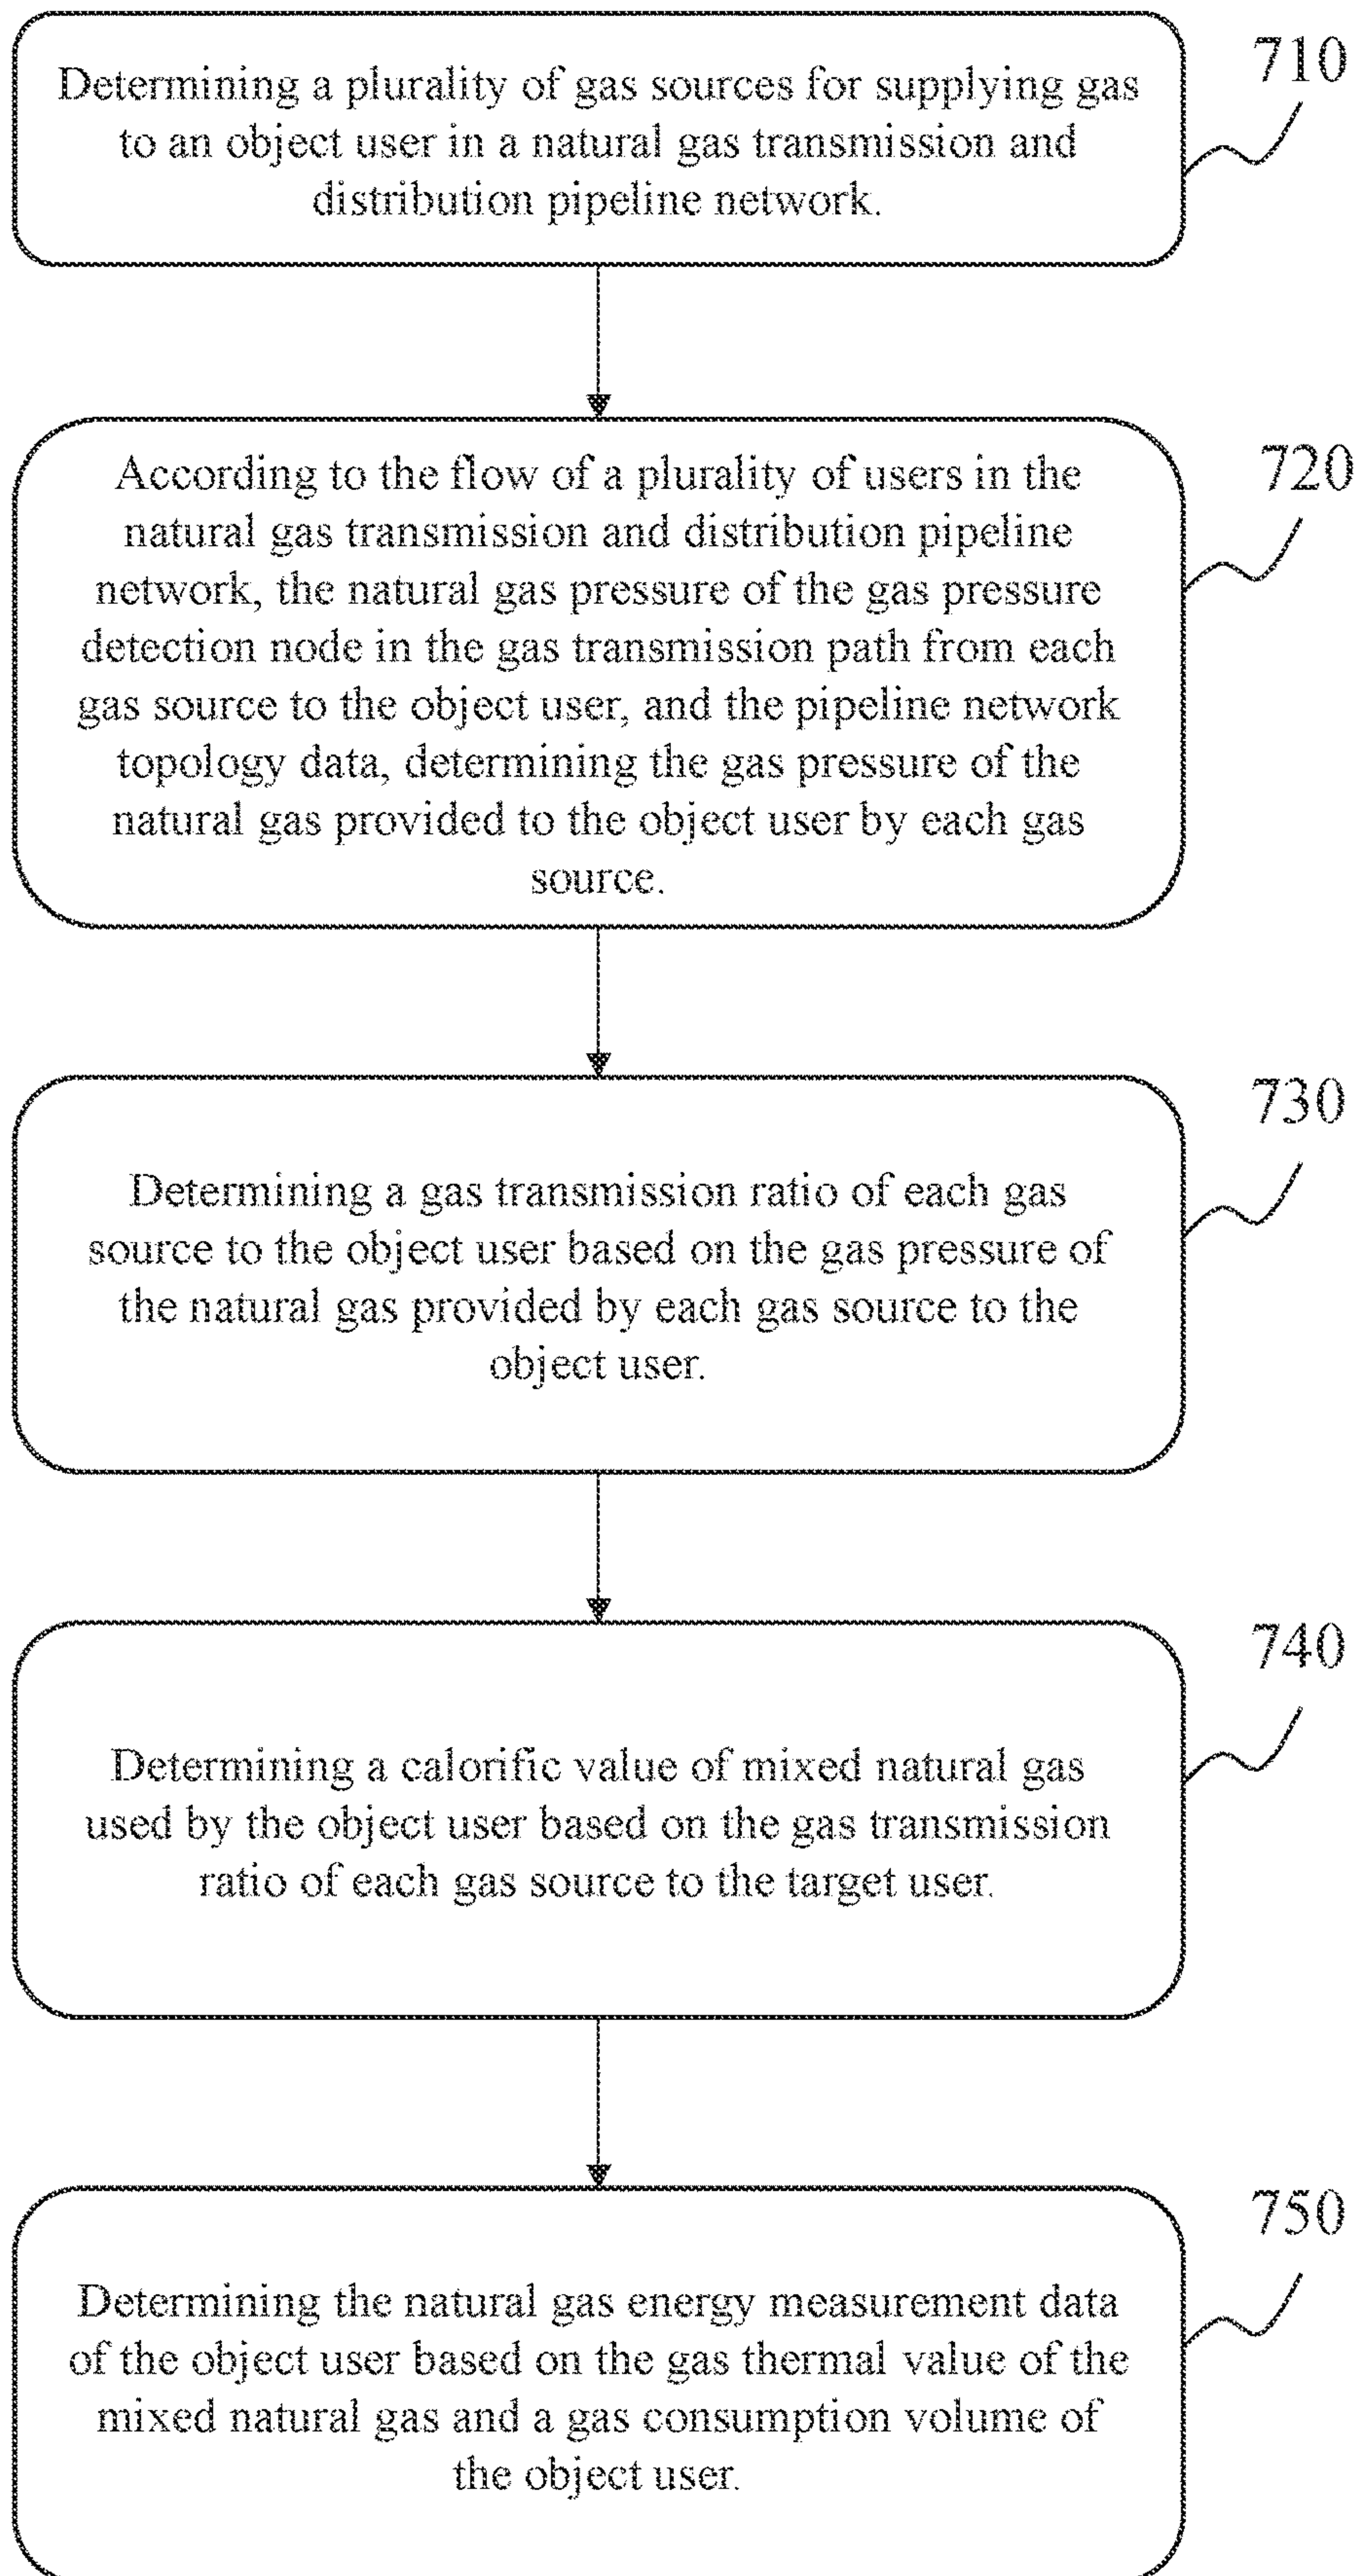 Determining a plurality of gas sources for supplying gas
to an object user in a natural gas transmission and
distribution pipeline network.
710
According to the flow of a plurality of users in the
natural gas transmission and distribution pipeline
network, the natural gas pressure of the gas pressure
detection node in the gas transmission path from each
gas source to the object user, and the pipeline network
topology data, determining the gas pressure of the
natural gas provided to the object user by each gas
source.
720
Determining a gas transmission ratio of each gas
source to the object user based on the gas pressure of
the natural gas provided by each gas source to the
object user.
730
Determining a calorific value of mixed natural gas
used by the object user based on the gas transmission
ratio of each gas source to the target user.
740
Determining the natural gas energy measurement data
of the object user based on the gas thermal value of the
mixed natural gas and a gas consumption volume of
the object user.
750